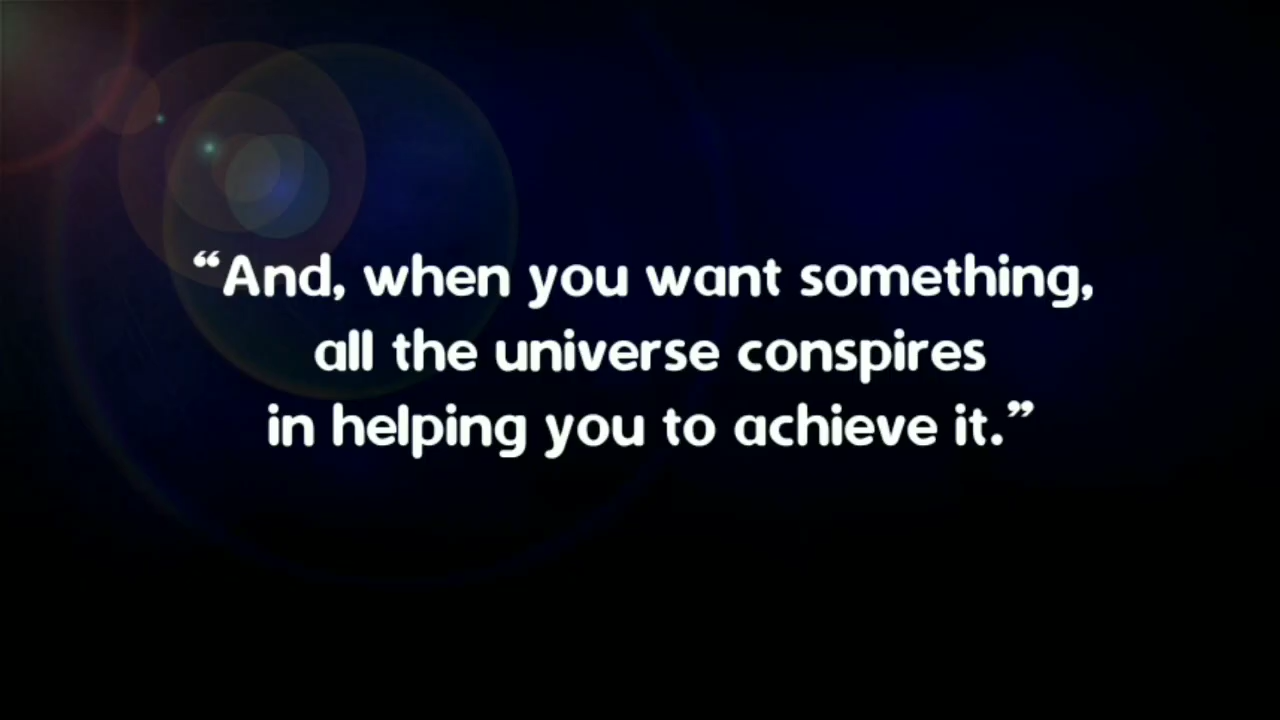 “And, when you want something,
all the universe conspires
in helping you to achieve it.”